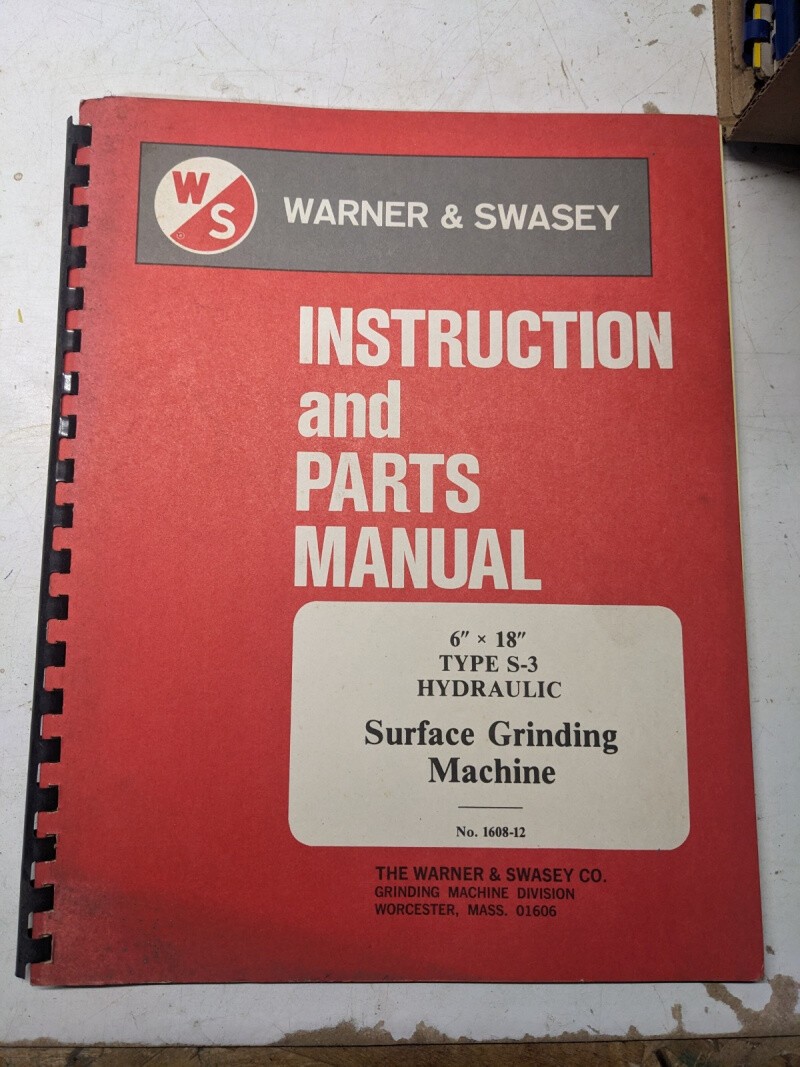 W
S
®
WARNER & SWASEY
INSTRUCTION
and
PARTS
MANUAL
6" × 18"
TYPE S-3
HYDRAULIC
Surface Grinding
Machine
No. 1608-12
THE WARNER & SWASEY CO.
GRINDING MACHINE DIVISION
WORCESTER, MASS. 01606